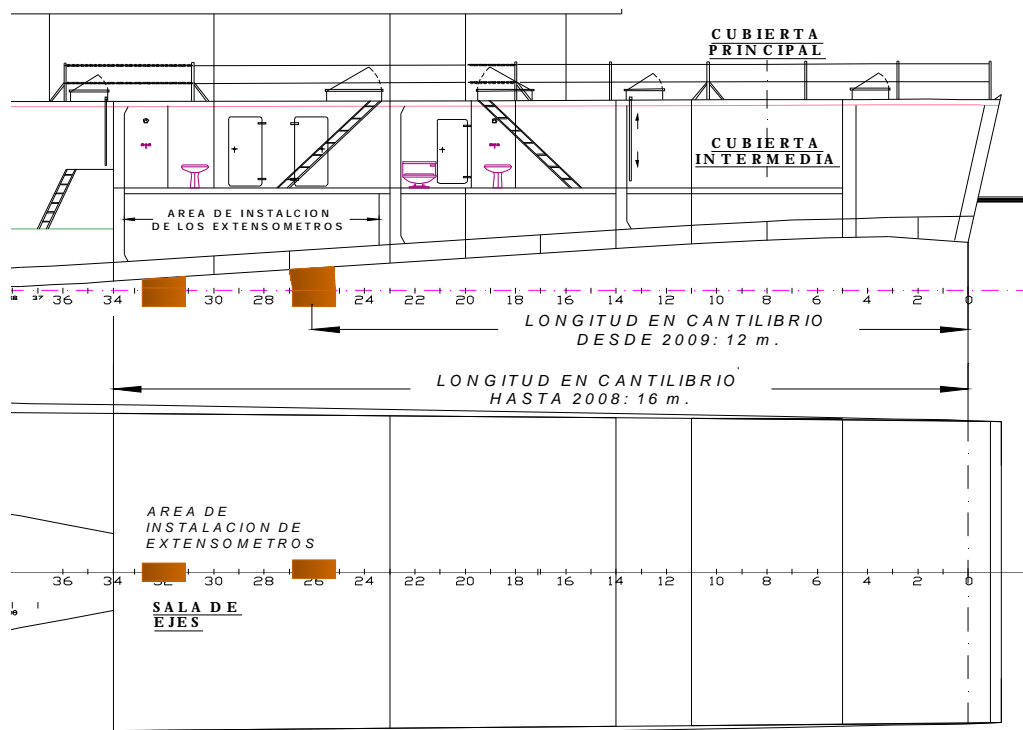 CUBIERTA
PRINCIPAL
CUBIERTA
INTERMEDIA
AREA DE INSTALCION
DE LOS EXTENSOMETROS
37 36 34 30 28 24 22 20 18 16 14 12 10 8 6 4 2 0
LONGITUD EN CANTILIBRIO
DESDE 2009: 12 m.
LONGITUD EN CANTILIBRIO
HASTA 2008: 16 m.
AREA DE
INSTALACION DE
EXTENSOMETROS
36 34 32 30 28 26 24 22 20 18 16 14 12 10 8 6 4 2 0
SALA DE
EJES